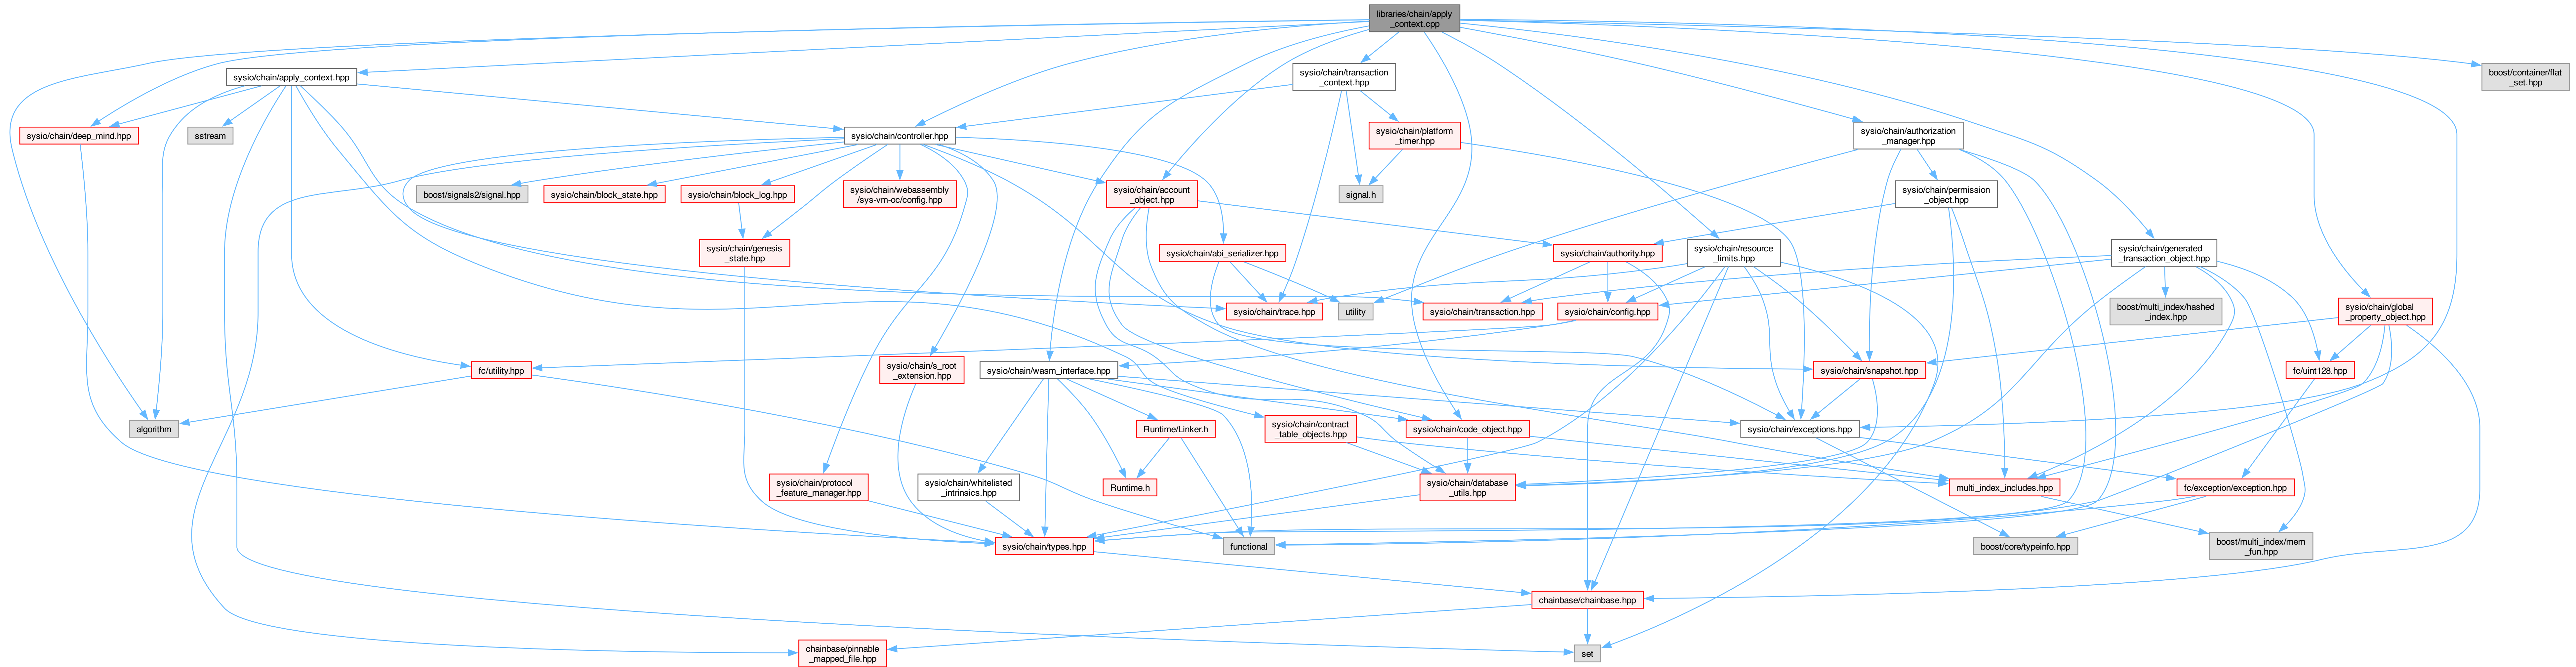 libraries/chain/apply
_context.cpp
sysio/chain/apply_context.hpp
sysio/chain/transaction
_context.hpp
boost/container/flat
_set.hpp
sysio/chain/deep_mind.hpp
sstream
sysio/chain/controller.hpp
sysio/chain/platform
_timer.hpp
sysio/chain/authorization
_manager.hpp
boost/signals2/signal.hpp
sysio/chain/block_state.hpp
sysio/chain/block_log.hpp
sysio/chain/webassembly
/sys-vm-oc/config.hpp
sysio/chain/account
_object.hpp
signal.h
sysio/chain/permission
_object.hpp
sysio/chain/genesis
_state.hpp
sysio/chain/abi_serializer.hpp
sysio/chain/authority.hpp
sysio/chain/resource
_limits.hpp
sysio/chain/generated
_transaction_object.hpp
sysio/chain/trace.hpp
utility
sysio/chain/transaction.hpp
sysio/chain/config.hpp
boost/multi_index/hashed
_index.hpp
sysio/chain/global
_property_object.hpp
fc/utility.hpp
sysio/chain/s_root
_extension.hpp
sysio/chain/wasm_interface.hpp
sysio/chain/snapshot.hpp
fc/uint128.hpp
algorithm
Runtime/Linker.h
sysio/chain/contract
_table_objects.hpp
sysio/chain/code_object.hpp
sysio/chain/exceptions.hpp
sysio/chain/protocol
_feature_manager.hpp
sysio/chain/whitelisted
_intrinsics.hpp
Runtime.h
sysio/chain/database
_utils.hpp
multi_index_includes.hpp
fc/exception/exception.hpp
sysio/chain/types.hpp
functional
boost/core/typeinfo.hpp
boost/multi_index/mem
_fun.hpp
chainbase/chainbase.hpp
chainbase/pinnable
_mapped_file.hpp
set